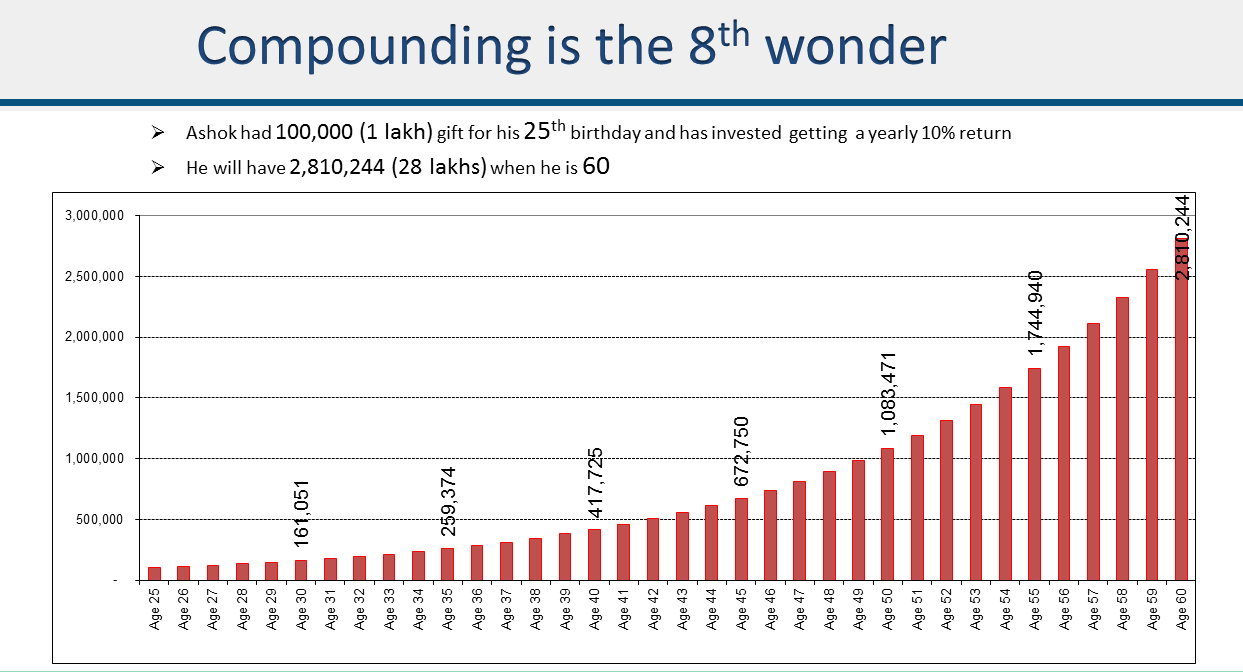 Compounding is the 8th wonder
➢ Ashok had 100,000 (1 lakh) gift for his 25th birthday and has invested getting a yearly 10% return
➢ He will have 2,810,244 (28 lakhs) when he is 60
3,000,000
2,500,000
2,000,000
1,500,000
1,000,000
500,000
-
161,051
259,374
417,725
672,750
1,083,471
1,744,940
2,810,244
Age 25
Age 26
Age 27
Age 28
Age 29
Age 30
Age 31
Age 32
Age 33
Age 34
Age 35
Age 36
Age 37
Age 38
Age 39
Age 40
Age 41
Age 42
Age 43
Age 44
Age 45
Age 46
Age 47
Age 48
Age 49
Age 50
Age 51
Age 52
Age 53
Age 54
Age 55
Age 56
Age 57
Age 58
Age 59
Age 60